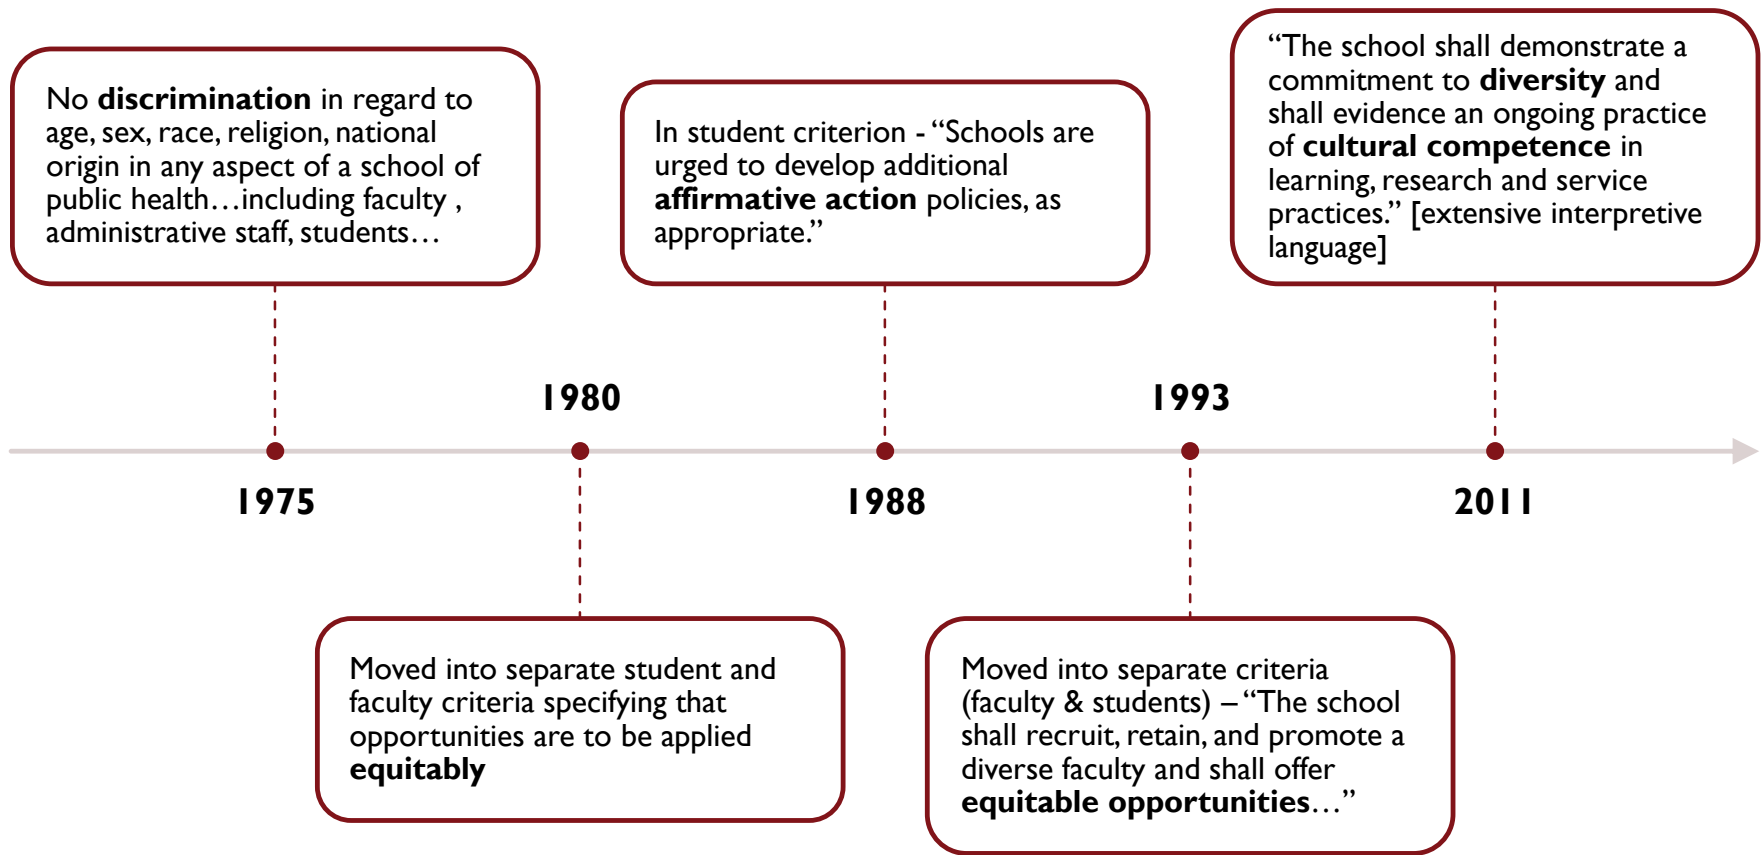 No discrimination in regard to
age, sex, race, religion, national
origin in any aspect of a school of
public health…including faculty ,
administrative staff, students…
In student criterion - “Schools are
urged to develop additional
affirmative action policies, as
appropriate.”
“The school shall demonstrate a
commitment to diversity and
shall evidence an ongoing practice
of cultural competence in
learning, research and service
practices.” [extensive interpretive
language]
1980
1993
1975
1988
2011
Moved into separate student and
faculty criteria specifying that
opportunities are to be applied
equitably
Moved into separate criteria
(faculty & students) – “The school
shall recruit, retain, and promote a
diverse faculty and shall offer
equitable opportunities…”